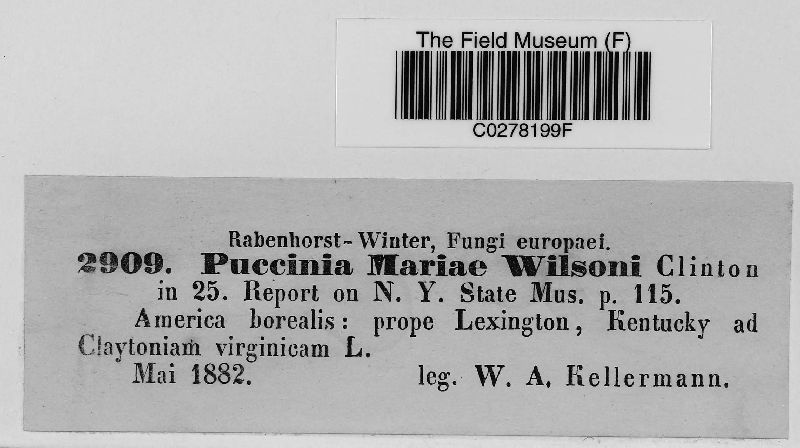 The Field Museum (F)
C0278199F
Rabenhorst-Winter, Fungi europaei.
2909. Puccinia Mariae Wilsoni Clinton
in 25. Report on N. Y. State Mus. p. 115.
America borealis: prope Lexington, Kentucky ad
Claytoniam virginicam L.
Mai 1882. leg. W. A. Kellermann.